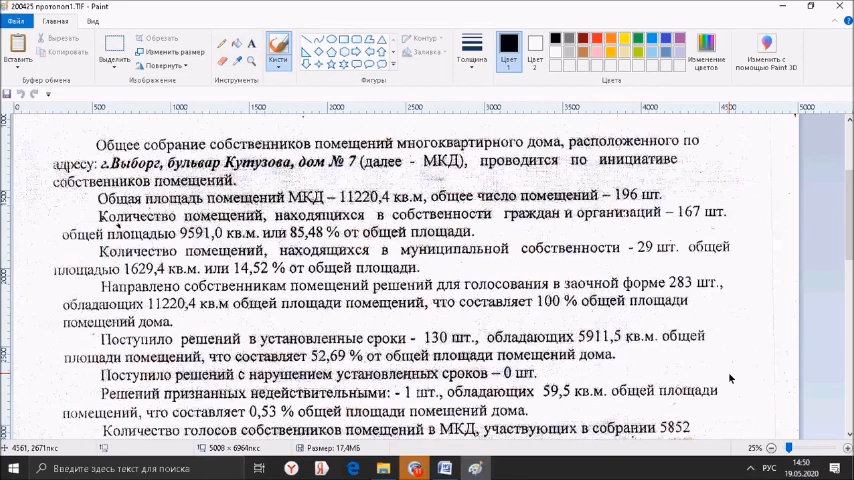 200425 протопол1.TIF - Paint
Файл
Главная
Вид
Вставить
Вырезать
Копировать
Буфер обмена
Выделить
Обрезать
Изменить размер
Повернуть
Изображение
Инструменты
Кисти
Контур
Заливка
Фигуры
Толщина
Цвет 1
Цвет 2
Цвета
Изменение цветов
Изменить с помощью Paint 3D
0 500 1000 1500 2000 2500 3000 3500 4000 4500 5000
Общее собрание собственников помещений многоквартирного дома, расположенного по
адресу: г.Выборг, бульвар Кутузова, дом № 7 (далее - МКД), проводится по инициативе
собственников помещений.
Общая площадь помещений МКД – 11220,4 кв.м, общее число помещений – 196 шт.
Количество помещений, находящихся в собственности граждан и организаций – 167 шт.
общей площадью 9591,0 кв.м. или 85,48 % от общей площади.
Количество помещений, находящихся в муниципальной собственности - 29 шт. общей
площадью 1629,4 кв.м. или 14,52 % от общей площади.
Направлено собственникам помещений решений для голосования в заочной форме 283 шт.,
обладающих 11220,4 кв.м общей площади помещений, что составляет 100 % общей площади
помещений дома.
Поступило решений в установленные сроки - 130 шт., обладающих 5911,5 кв.м. общей
площади помещений, что составляет 52,69 % от общей площади помещений дома.
Поступило решений с нарушением установленных сроков – 0 шт.
Решений признанных недействительными: - 1 шт., обладающих 59,5 кв.м. общей площади
помещений, что составляет 0,53 % общей площади помещений дома.
Количество голосов собственников помещений в МКД, участвующих в собрании 5852
4561, 2671пкс
5008 × 6964пкс
Размер: 17,4МБ
25%
Введите здесь текст для поиска
РУС
14:50
19.05.2020